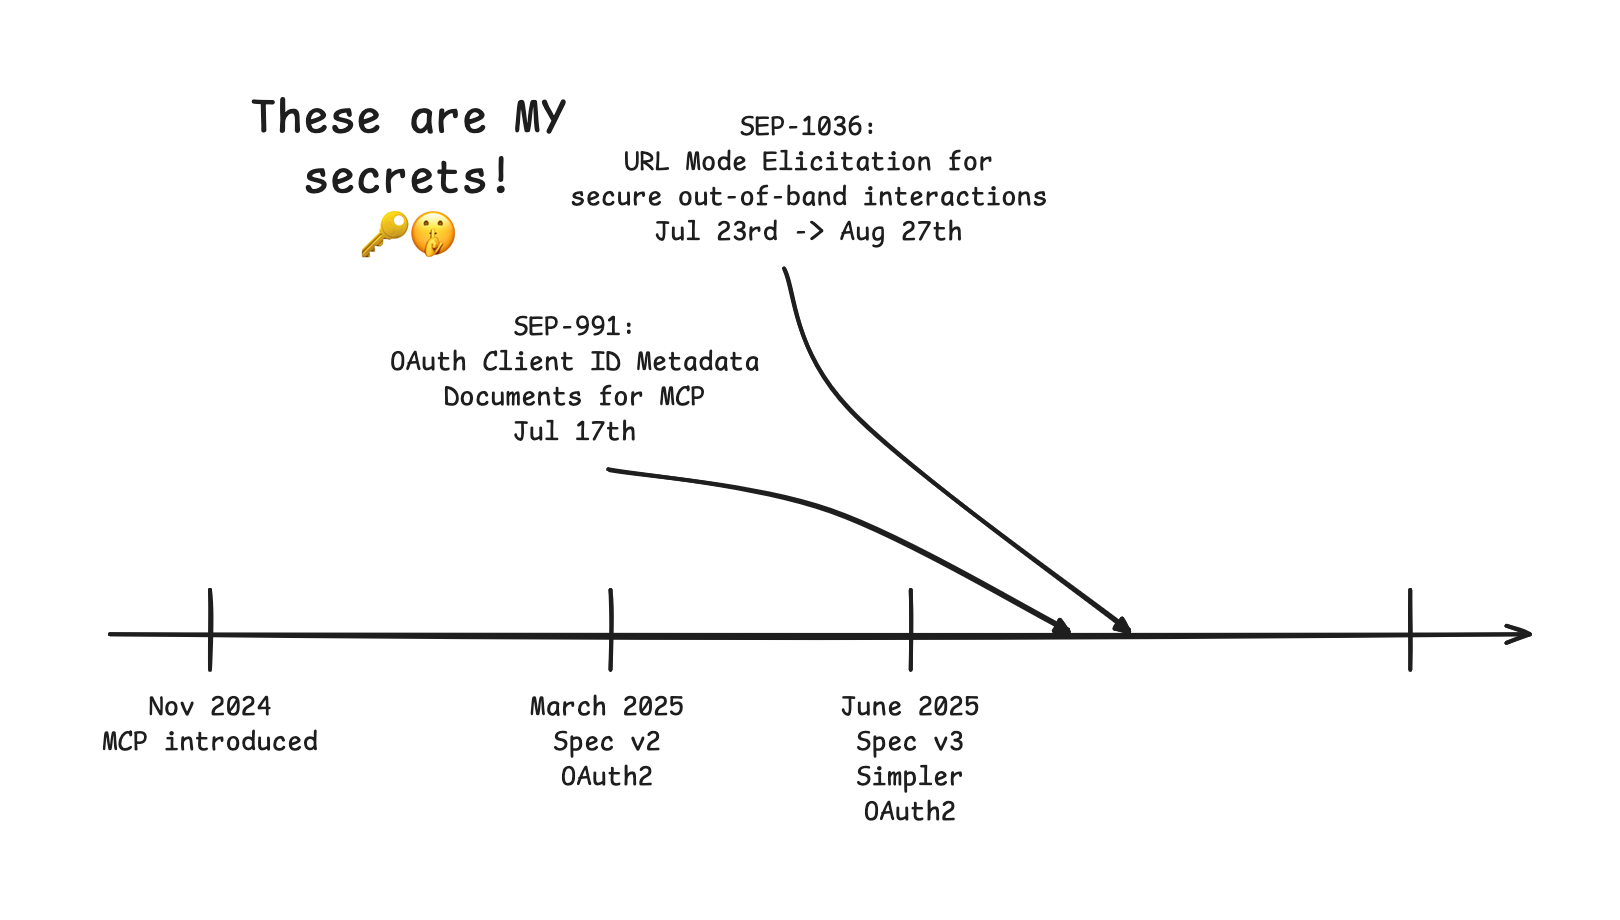 These are MY
secrets!
🔑🤫
SEP-1036:
URL Mode Elicitation for
secure out-of-band interactions
Jul 23rd -> Aug 27th
SEP-991:
OAuth Client ID Metadata
Documents for MCP
Jul 17th
Nov 2024
MCP introduced
March 2025
Spec v2
OAuth2
June 2025
Spec v3
Simpler
OAuth2